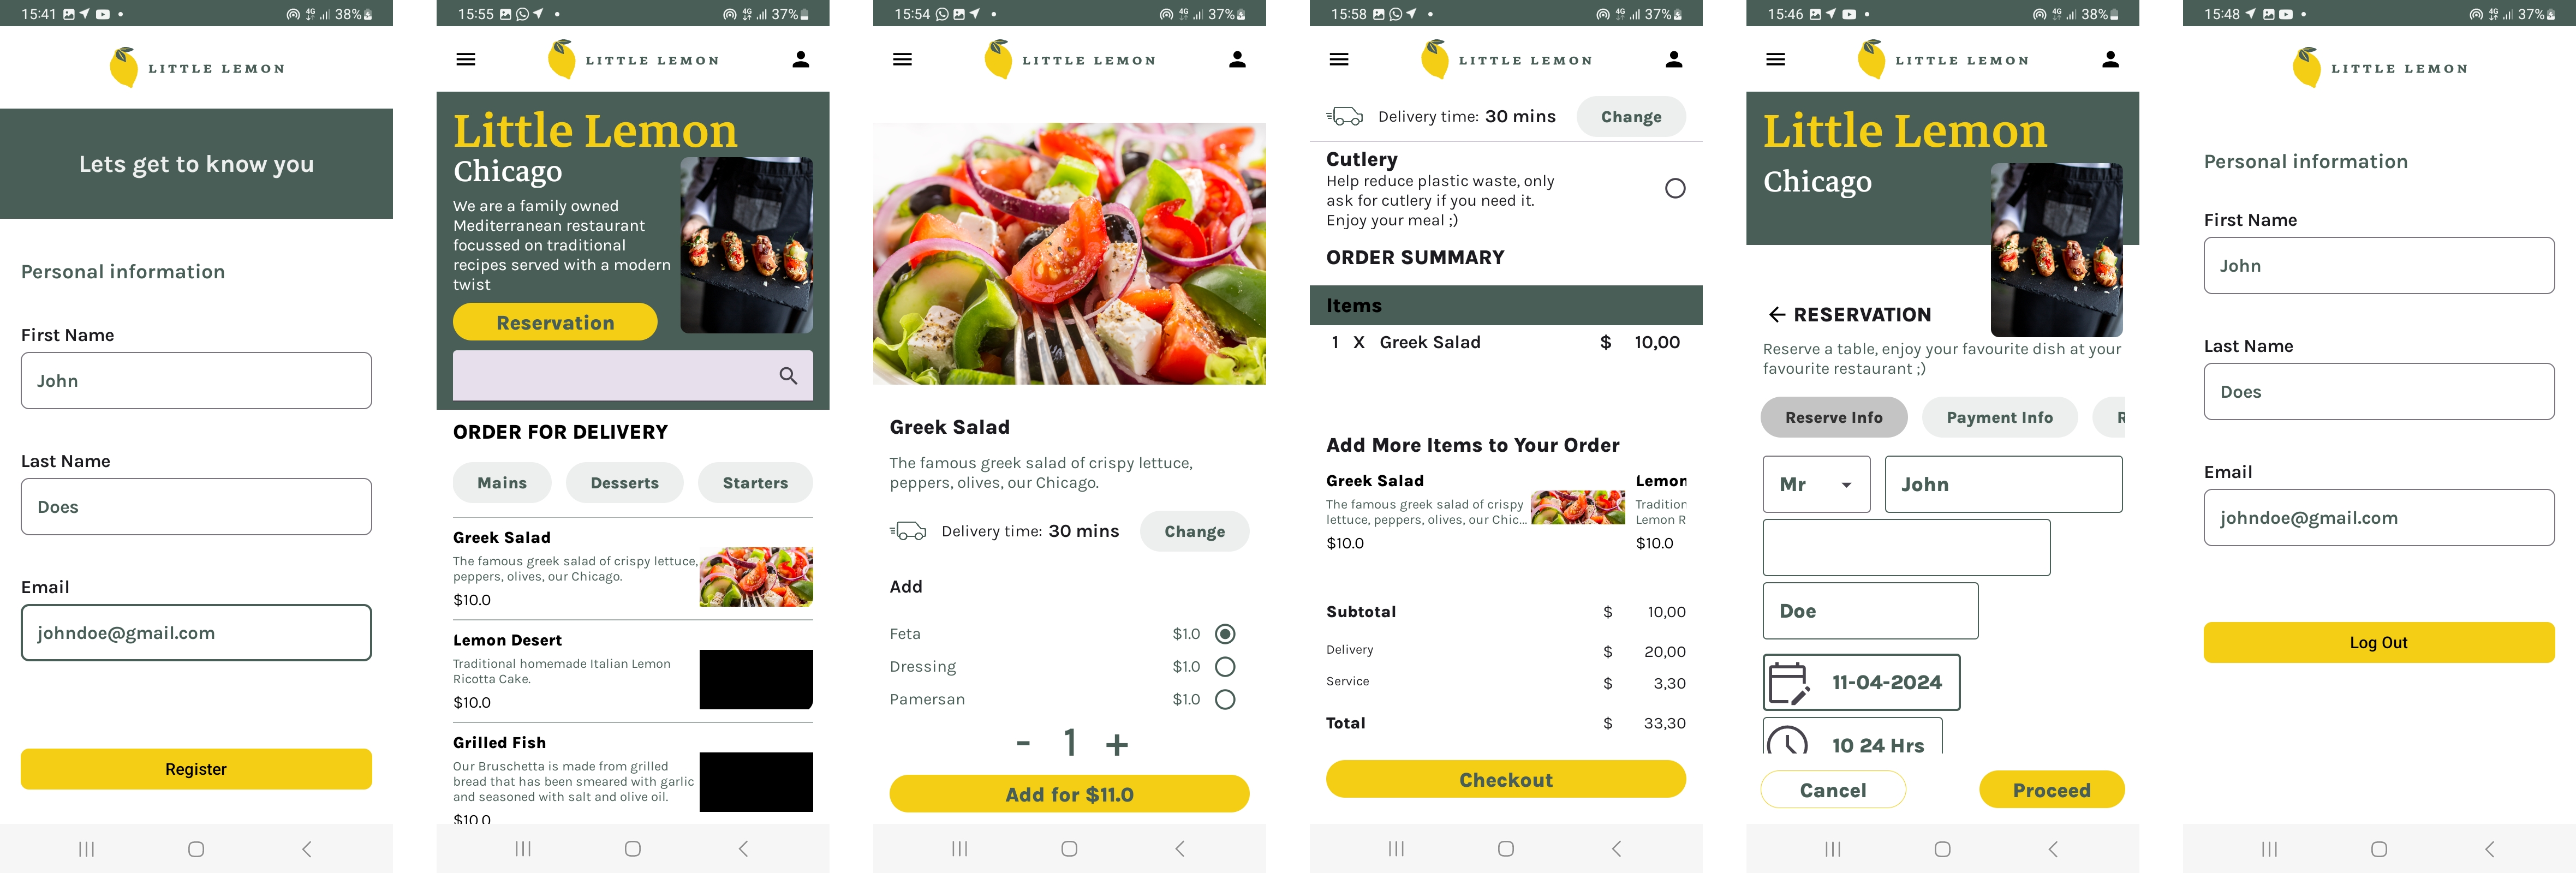 15:41
4G
38%
LITTLE LEMON
Lets get to know you
Personal information
First Name
John
Last Name
Does
Email
johndoe@gmail.com
Register
15:55
4G
37%
LITTLE LEMON
Little Lemon
Chicago
We are a family owned
Mediterranean restaurant
focussed on traditional
recipes served with a modern
twist
Reservation
ORDER FOR DELIVERY
Mains
Desserts
Starters
Greek Salad
The famous greek salad of crispy lettuce,
peppers, olives, our Chicago.
$10.0
Lemon Desert
Traditional homemade Italian Lemon
Ricotta Cake.
$10.0
Grilled Fish
Our Bruschetta is made from grilled
bread that has been smeared with garlic
and seasoned with salt and olive oil.
$10.0
15:54
4G
37%
LITTLE LEMON
Greek Salad
The famous greek salad of crispy lettuce,
peppers, olives, our Chicago.
Delivery time: 30 mins
Change
Add
Feta $1.0
Dressing $1.0
Pamersan $1.0
- 1 +
Add for $11.0
15:58
4G
37%
LITTLE LEMON
Delivery time: 30 mins
Change
Cutlery
Help reduce plastic waste, only
ask for cutlery if you need it.
Enjoy your meal ;)
ORDER SUMMARY
Items
1 X Greek Salad $ 10,00
Add More Items to Your Order
Greek Salad
The famous greek salad of crispy
lettuce, peppers, olives, our Chic...
$10.0
Lemon
Tradition
Lemon R
$10.0
Subtotal $ 10,00
Delivery $ 20,00
Service $ 3,30
Total $ 33,30
Checkout
15:46
4G
38%
LITTLE LEMON
Little Lemon
Chicago
RESERVATION
Reserve a table, enjoy your favourite dish at your
favourite restaurant ;)
Reserve Info
Payment Info
R
Mr
John
Doe
11-04-2024
10 24 Hrs
Cancel
Proceed
15:48
4G
37%
LITTLE LEMON
Personal information
First Name
John
Last Name
Does
Email
johndoe@gmail.com
Log Out